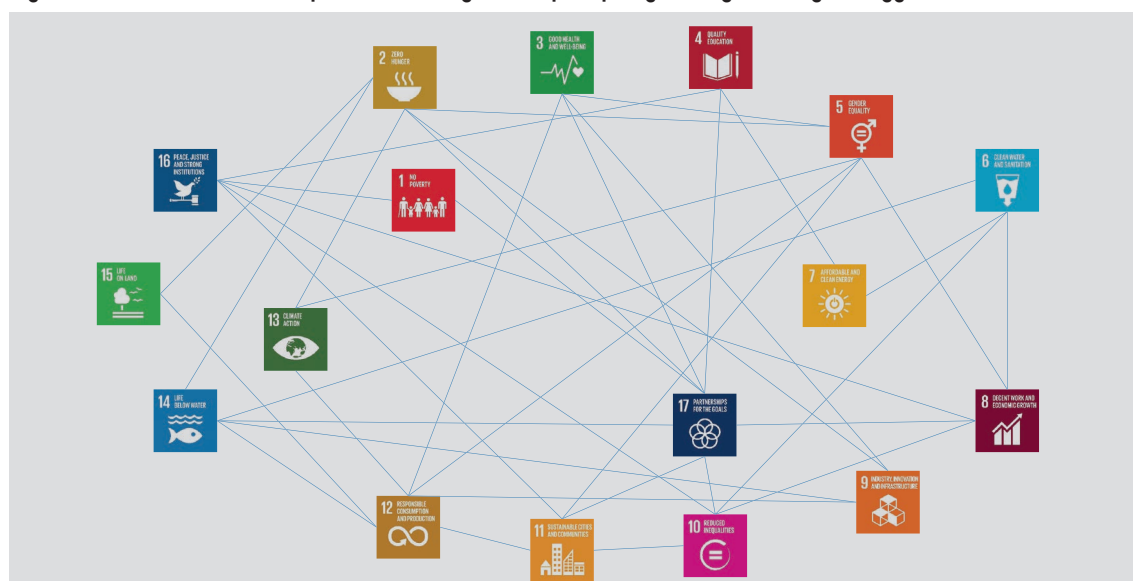 2 ZERO
HUNGER
3 GOOD HEALTH
AND WELL-BEING
4 QUALITY
EDUCATION
5 GENDER
EQUALITY
16 PEACE, JUSTICE
AND STRONG
INSTITUTIONS
1 NO
POVERTY
6 CLEAN WATER
AND SANITATION
15 LIFE
ON LAND
7 AFFORDABLE AND
CLEAN ENERGY
13 CLIMATE
ACTION
14 LIFE
BELOW WATER
17 PARTNERSHIPS
FOR THE GOALS
8 DECENT WORK AND
ECONOMIC GROWTH
9 INDUSTRY, INNOVATION
AND INFRASTRUCTURE
12 RESPONSIBLE
CONSUMPTION
AND PRODUCTION
11 SUSTAINABLE CITIES
AND COMMUNITIES
10 REDUCED
INEQUALITIES